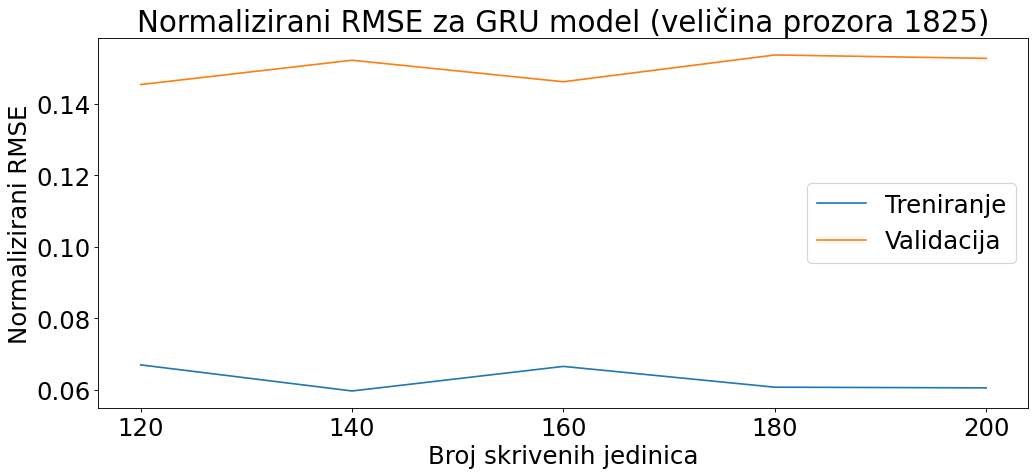 Normalizirani RMSE za GRU model (veličina prozora 1825)
Normalizirani RMSE
0.14
0.12
0.10
0.08
0.06
Treniranje
Validacija
120 140 160 180 200
Broj skrivenih jedinica